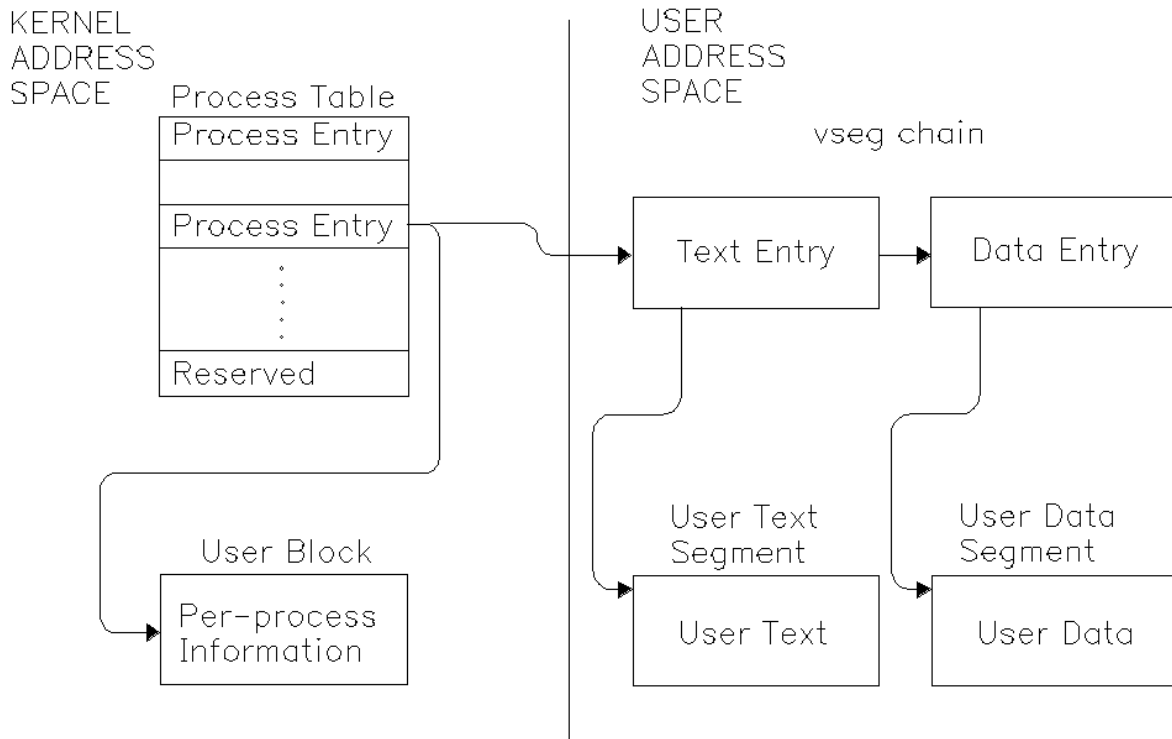 KERNEL
ADDRESS
SPACE
Process Table
Process Entry
Process Entry
Reserved
User Block
Per-process
Information
USER
ADDRESS
SPACE
vseg chain
Text Entry
Data Entry
User Text
Segment
User Text
User Data
Segment
User Data